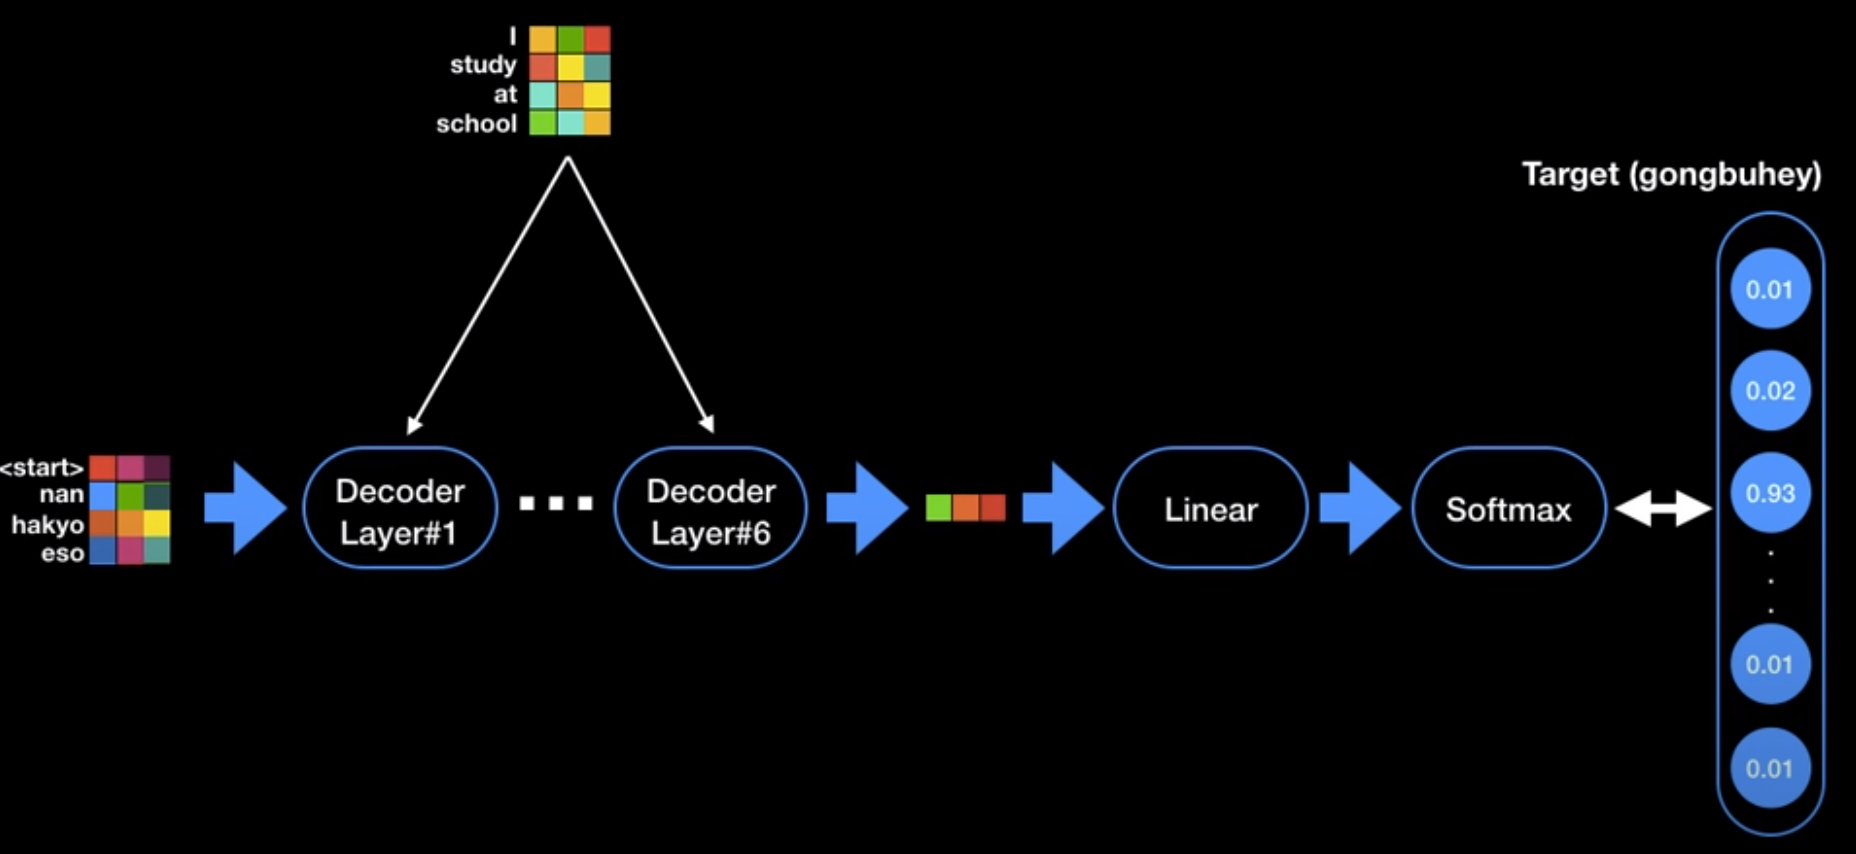 I
study
at
school
Target (gongbuhey)
<start>
nan
hakyo
eso
Decoder
Layer#1
...
Decoder
Layer#6
Linear
Softmax
0.01
0.02
0.93
.
.
.
0.01
0.01